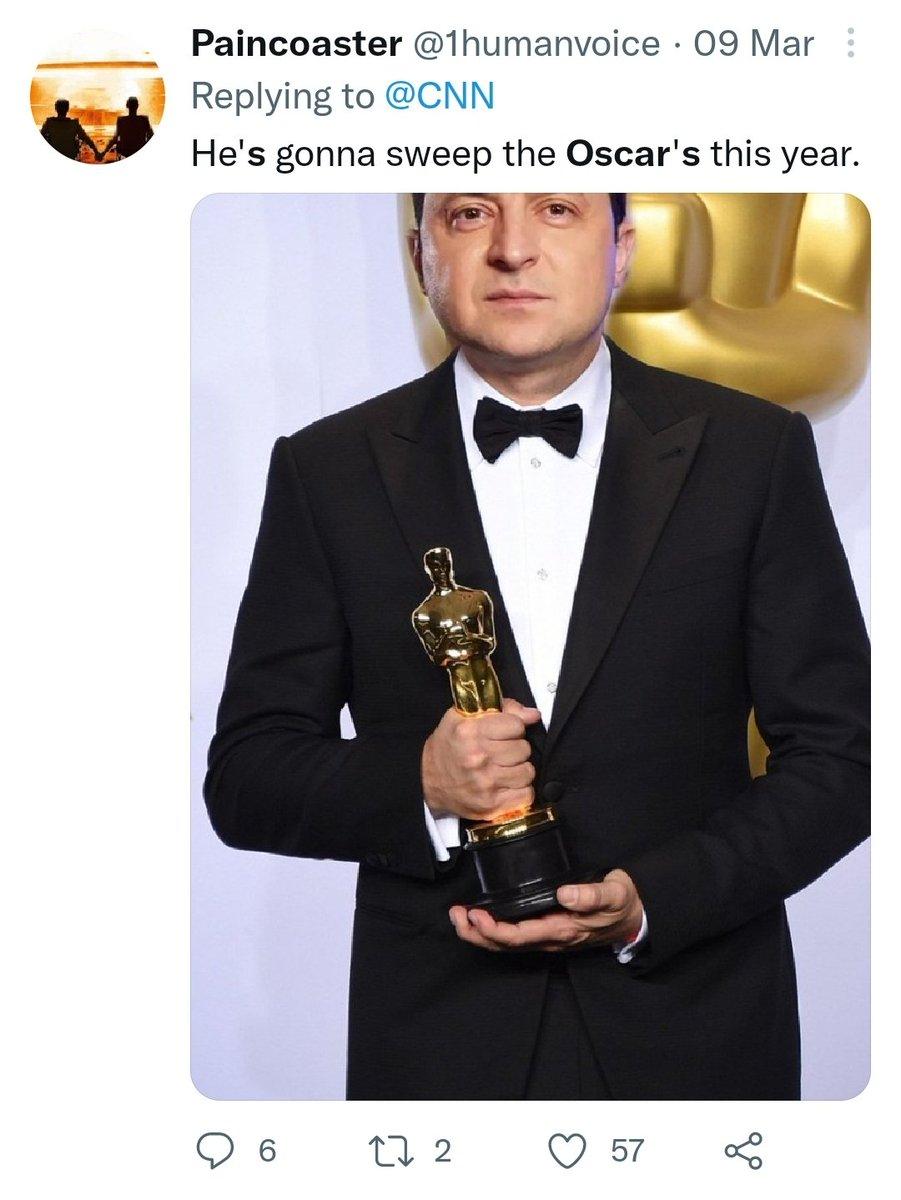 Paincoaster @1humanvoice · 09 Mar
Replying to @CNN
He's gonna sweep the Oscar's this year.
6 2 57